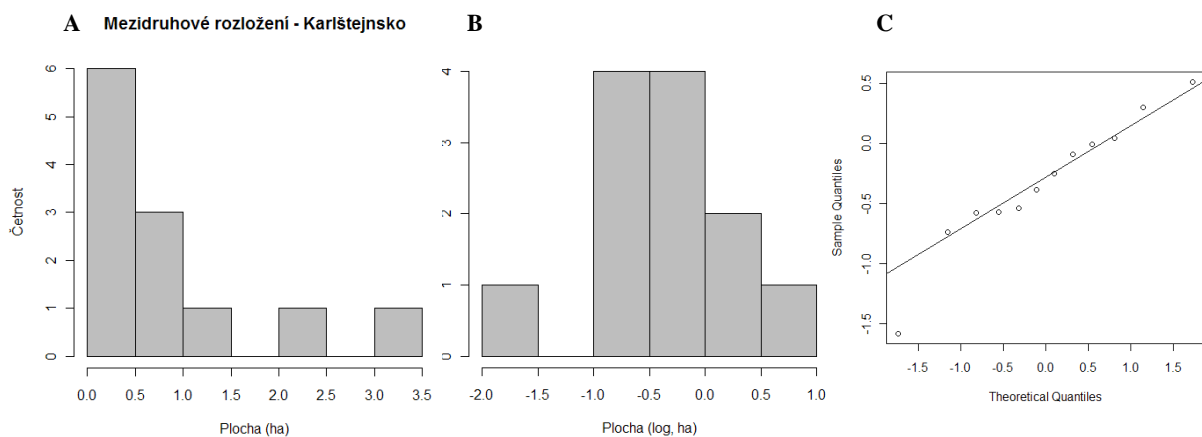 A Mezidruhové rozložení - Karlštejnsko
Četnost
6
5
4
3
2
1
0
0.0 0.5 1.0 1.5 2.0 2.5 3.0 3.5
Plocha (ha)
B
4
3
2
1
0
-2.0 -1.5 -1.0 -0.5 0.0 0.5 1.0
Plocha (log, ha)
C
Sample Quantiles
0.5
0.0
-0.5
-1.0
-1.5
-1.5 -1.0 -0.5 0.0 0.5 1.0 1.5
Theoretical Quantiles